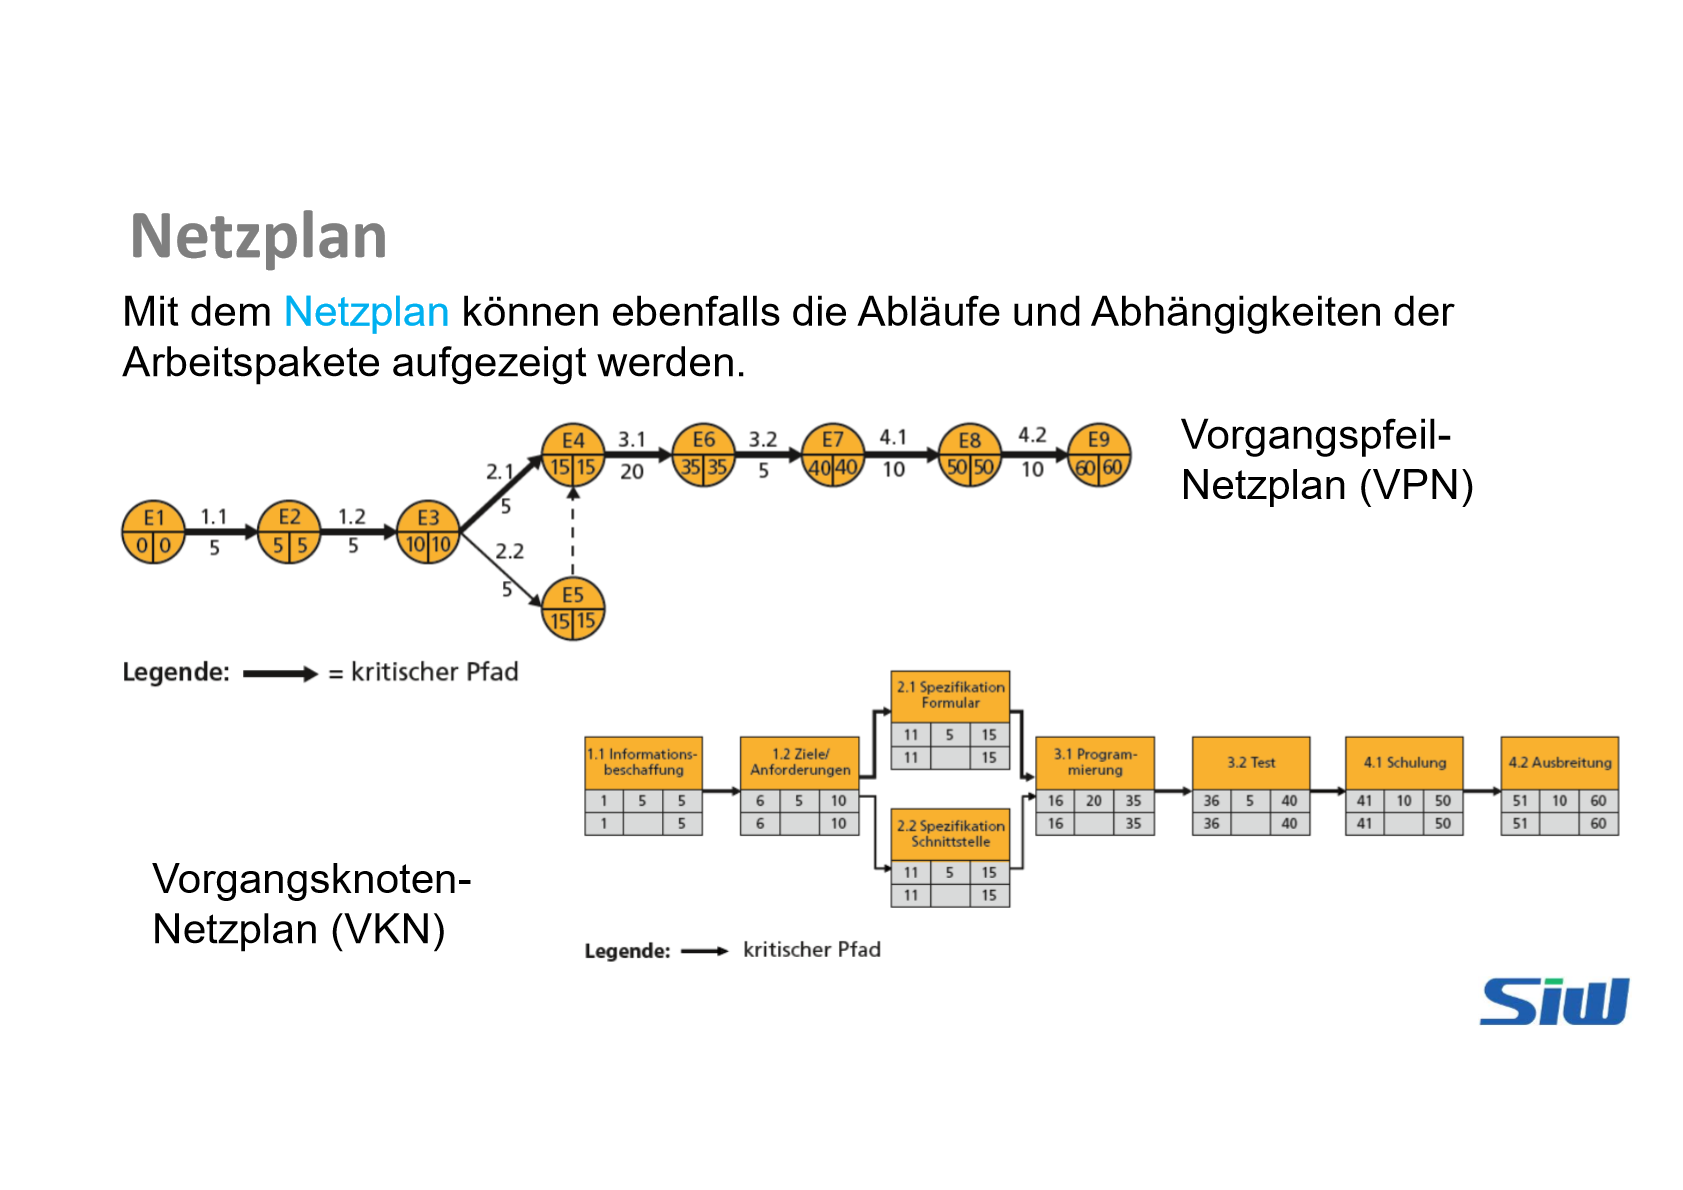 Netzplan
Mit dem Netzplan können ebenfalls die Abläufe und Abhängigkeiten der
Arbeitspakete aufgezeigt werden.
Vorgangspfeil-
Netzplan (VPN)
E1
0 0
1.1
5
E2
5 5
1.2
5
E3
10 10
2.1
5
2.2
5
E4
15 15
E5
15 15
3.1
20
E6
35 35
3.2
5
E7
40 40
4.1
10
E8
50 50
4.2
10
E9
60 60
Legende: = kritischer Pfad
Vorgangsknoten-
Netzplan (VKN)
1.1 Informations-
beschaffung
1 5 5
1 5
1.2 Ziele/
Anforderungen
6 5 10
6 10
2.1 Spezifikation
Formular
11 5 15
11 15
2.2 Spezifikation
Schnittstelle
11 5 15
11 15
3.1 Program-
mierung
16 20 35
16 35
3.2 Test
36 5 40
36 40
4.1 Schulung
41 10 50
41 50
4.2 Ausbreitung
51 10 60
51 60
Legende: kritischer Pfad
SiW